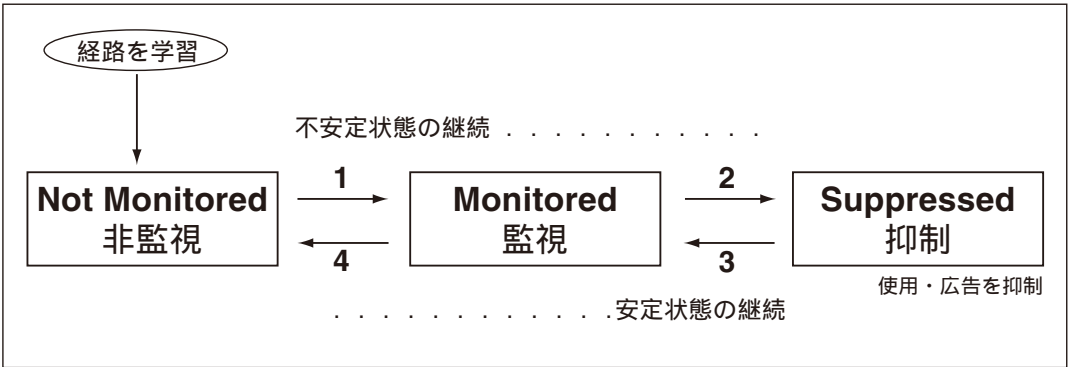 経路を学習
不安定状態の継続 . . . . . . . . . . .
1 2
Not Monitored Monitored Suppressed
非監視 監視 抑制
4 3
使用・広告を抑制
. . . . . . . . . . . .安定状態の継続